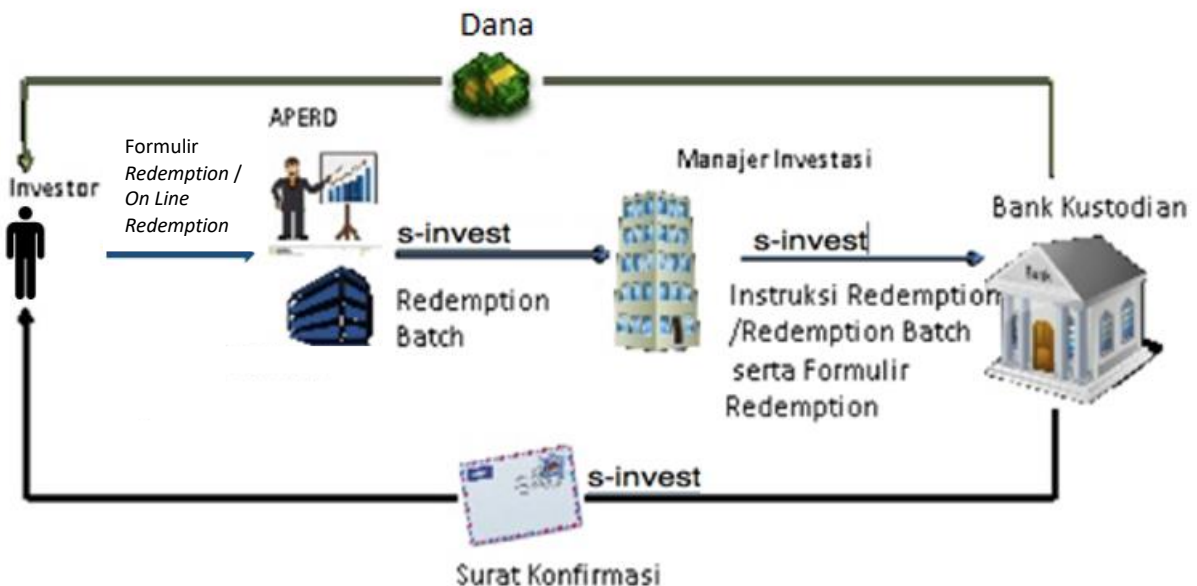 Dana
APERD
Formulir
Redemption /
On Line
Redemption
Investor
Manajer Investasi
Bank Kustodian
s-invest
s-invest
Redemption
Batch
Instruksi Redemption
/Redemption Batch
serta Formulir
Redemption
Bank
s-invest
Surat Konfirmasi